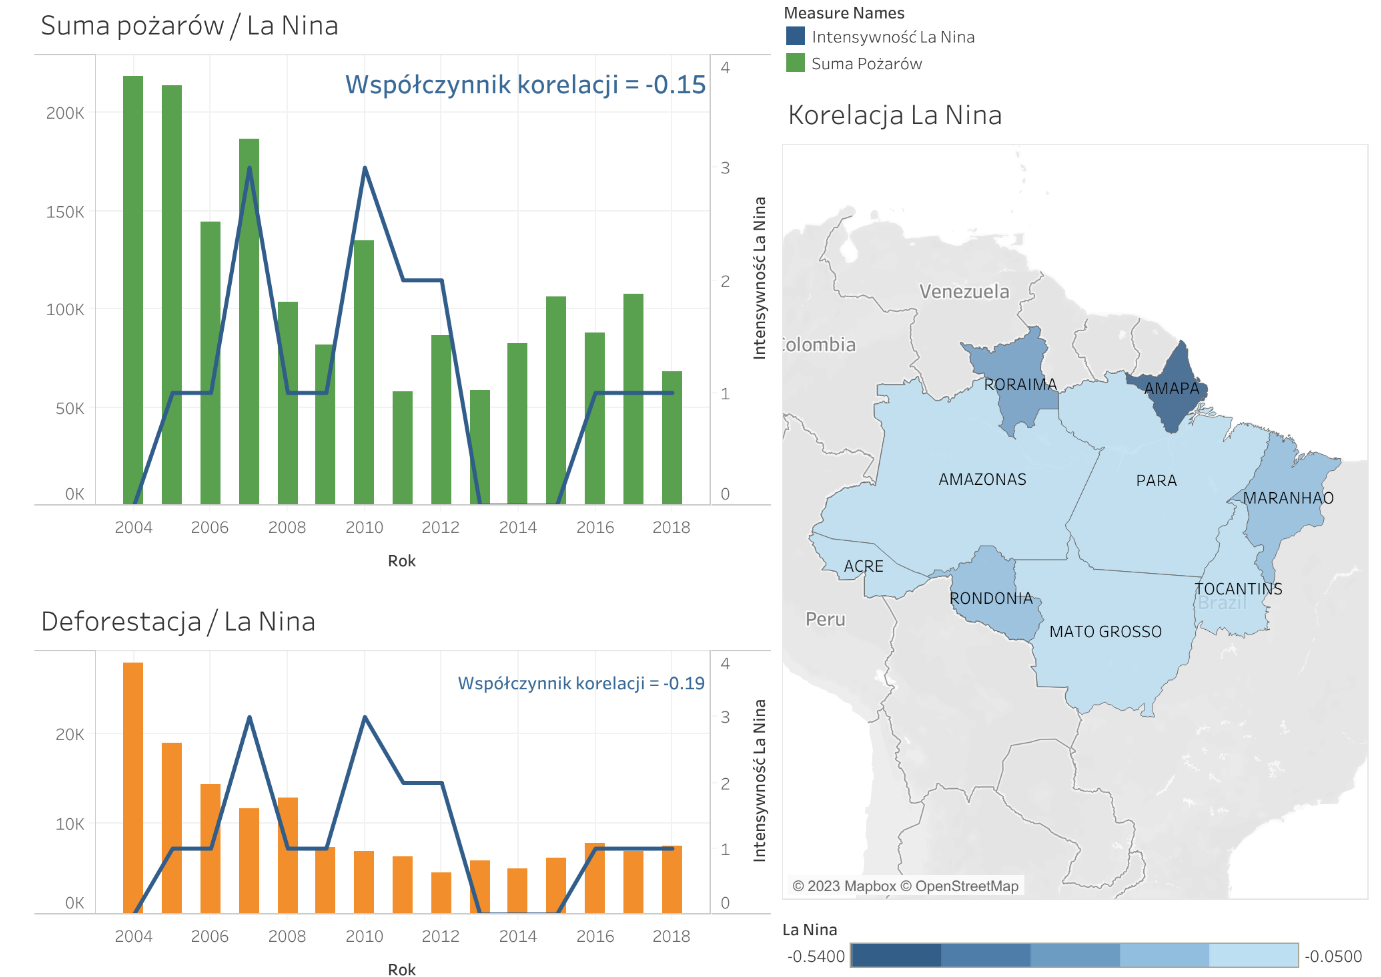 Suma pożarów / La Nina
Współczynnik korelacji = -0.15
200K
150K
100K
50K
0K
4
3
2
1
0
Intensywność La Nina
2004 2006 2007 2008 2010 2012 2014 2016 2018
Rok
Deforestacja / La Nina
Współczynnik korelacji = -0.19
20K
10K
0K
4
3
2
1
0
Intensywność La Nina
2004 2006 2008 2010 2012 2014 2016 2018
Rok
Measure Names
Intensywność La Nina
Suma Pożarów
Korelacja La Nina
Venezuela
olombia
RORAIMA
AMAPA
AMAZONAS
PARA
MARANHAO
ACRE
RONDONIA
TOCANTINS
Brazil
Peru
MATO GROSSO
© 2023 Mapbox © OpenStreetMap
La Nina
-0.5400
-0.0500